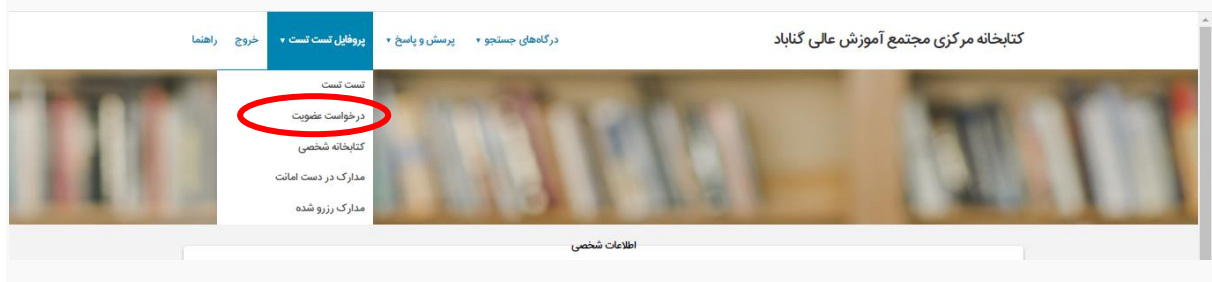 کتابخانه مرکزی مجتمع آموزش عالی گناباد
درگاه‌های جستجو ▾ پرسش و پاسخ ▾ پروفایل تست تست ▾ خروج راهنما
تست تست
درخواست عضویت
کتابخانه شخصی
مدارک در دست امانت
مدارک رزرو شده
اطلاعات شخصی